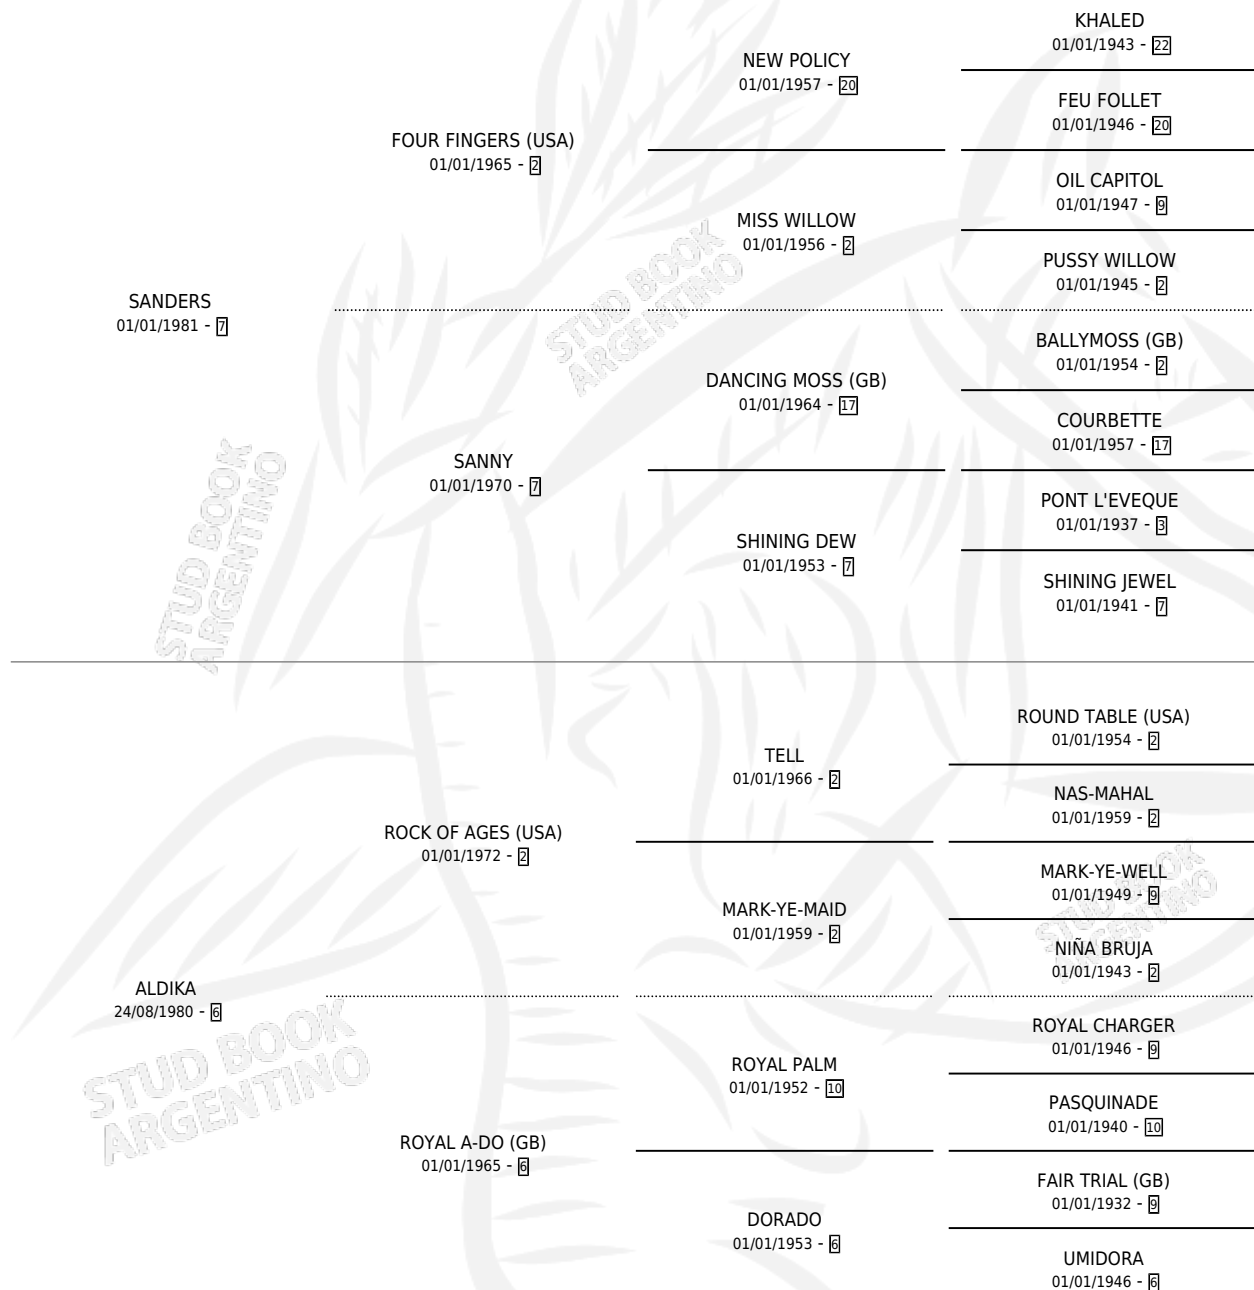 KHALED
01/01/1943 - 22
NEW POLICY
01/01/1957 - 20
FEU FOLLET
01/01/1946 - 20
FOUR FINGERS (USA)
01/01/1965 - 2
OIL CAPITOL
01/01/1947 - 9
MISS WILLOW
01/01/1956 - 2
PUSSY WILLOW
01/01/1945 - 2
SANDERS
01/01/1981 - 7
STUD BOOK
ARGENTINO
BALLYMOSS (GB)
01/01/1954 - 2
DANCING MOSS (GB)
01/01/1964 - 17
COURBETTE
01/01/1957 - 17
SANNY
01/01/1970 - 7
PONT L'EVEQUE
01/01/1937 - 3
SHINING DEW
01/01/1953 - 7
SHINING JEWEL
01/01/1941 - 7
STUD BOOK
ARGENTINO
ROUND TABLE (USA)
01/01/1954 - 2
TELL
01/01/1966 - 2
NAS-MAHAL
01/01/1959 - 2
ROCK OF AGES (USA)
01/01/1972 - 2
MARK-YE-WELL
01/01/1949 - 9
MARK-YE-MAID
01/01/1959 - 2
STUD BOOK
ARGENTINO
NIÑA BRUJA
01/01/1943 - 2
ALDIKA
24/08/1980 - 6
STUD BOOK
ARGENTINO
ROYAL CHARGER
01/01/1946 - 9
ROYAL PALM
01/01/1952 - 10
PASQUINADE
01/01/1940 - 10
ROYAL A-DO (GB)
01/01/1965 - 6
FAIR TRIAL (GB)
01/01/1932 - 9
DORADO
01/01/1953 - 6
UMIDORA
01/01/1946 - 6